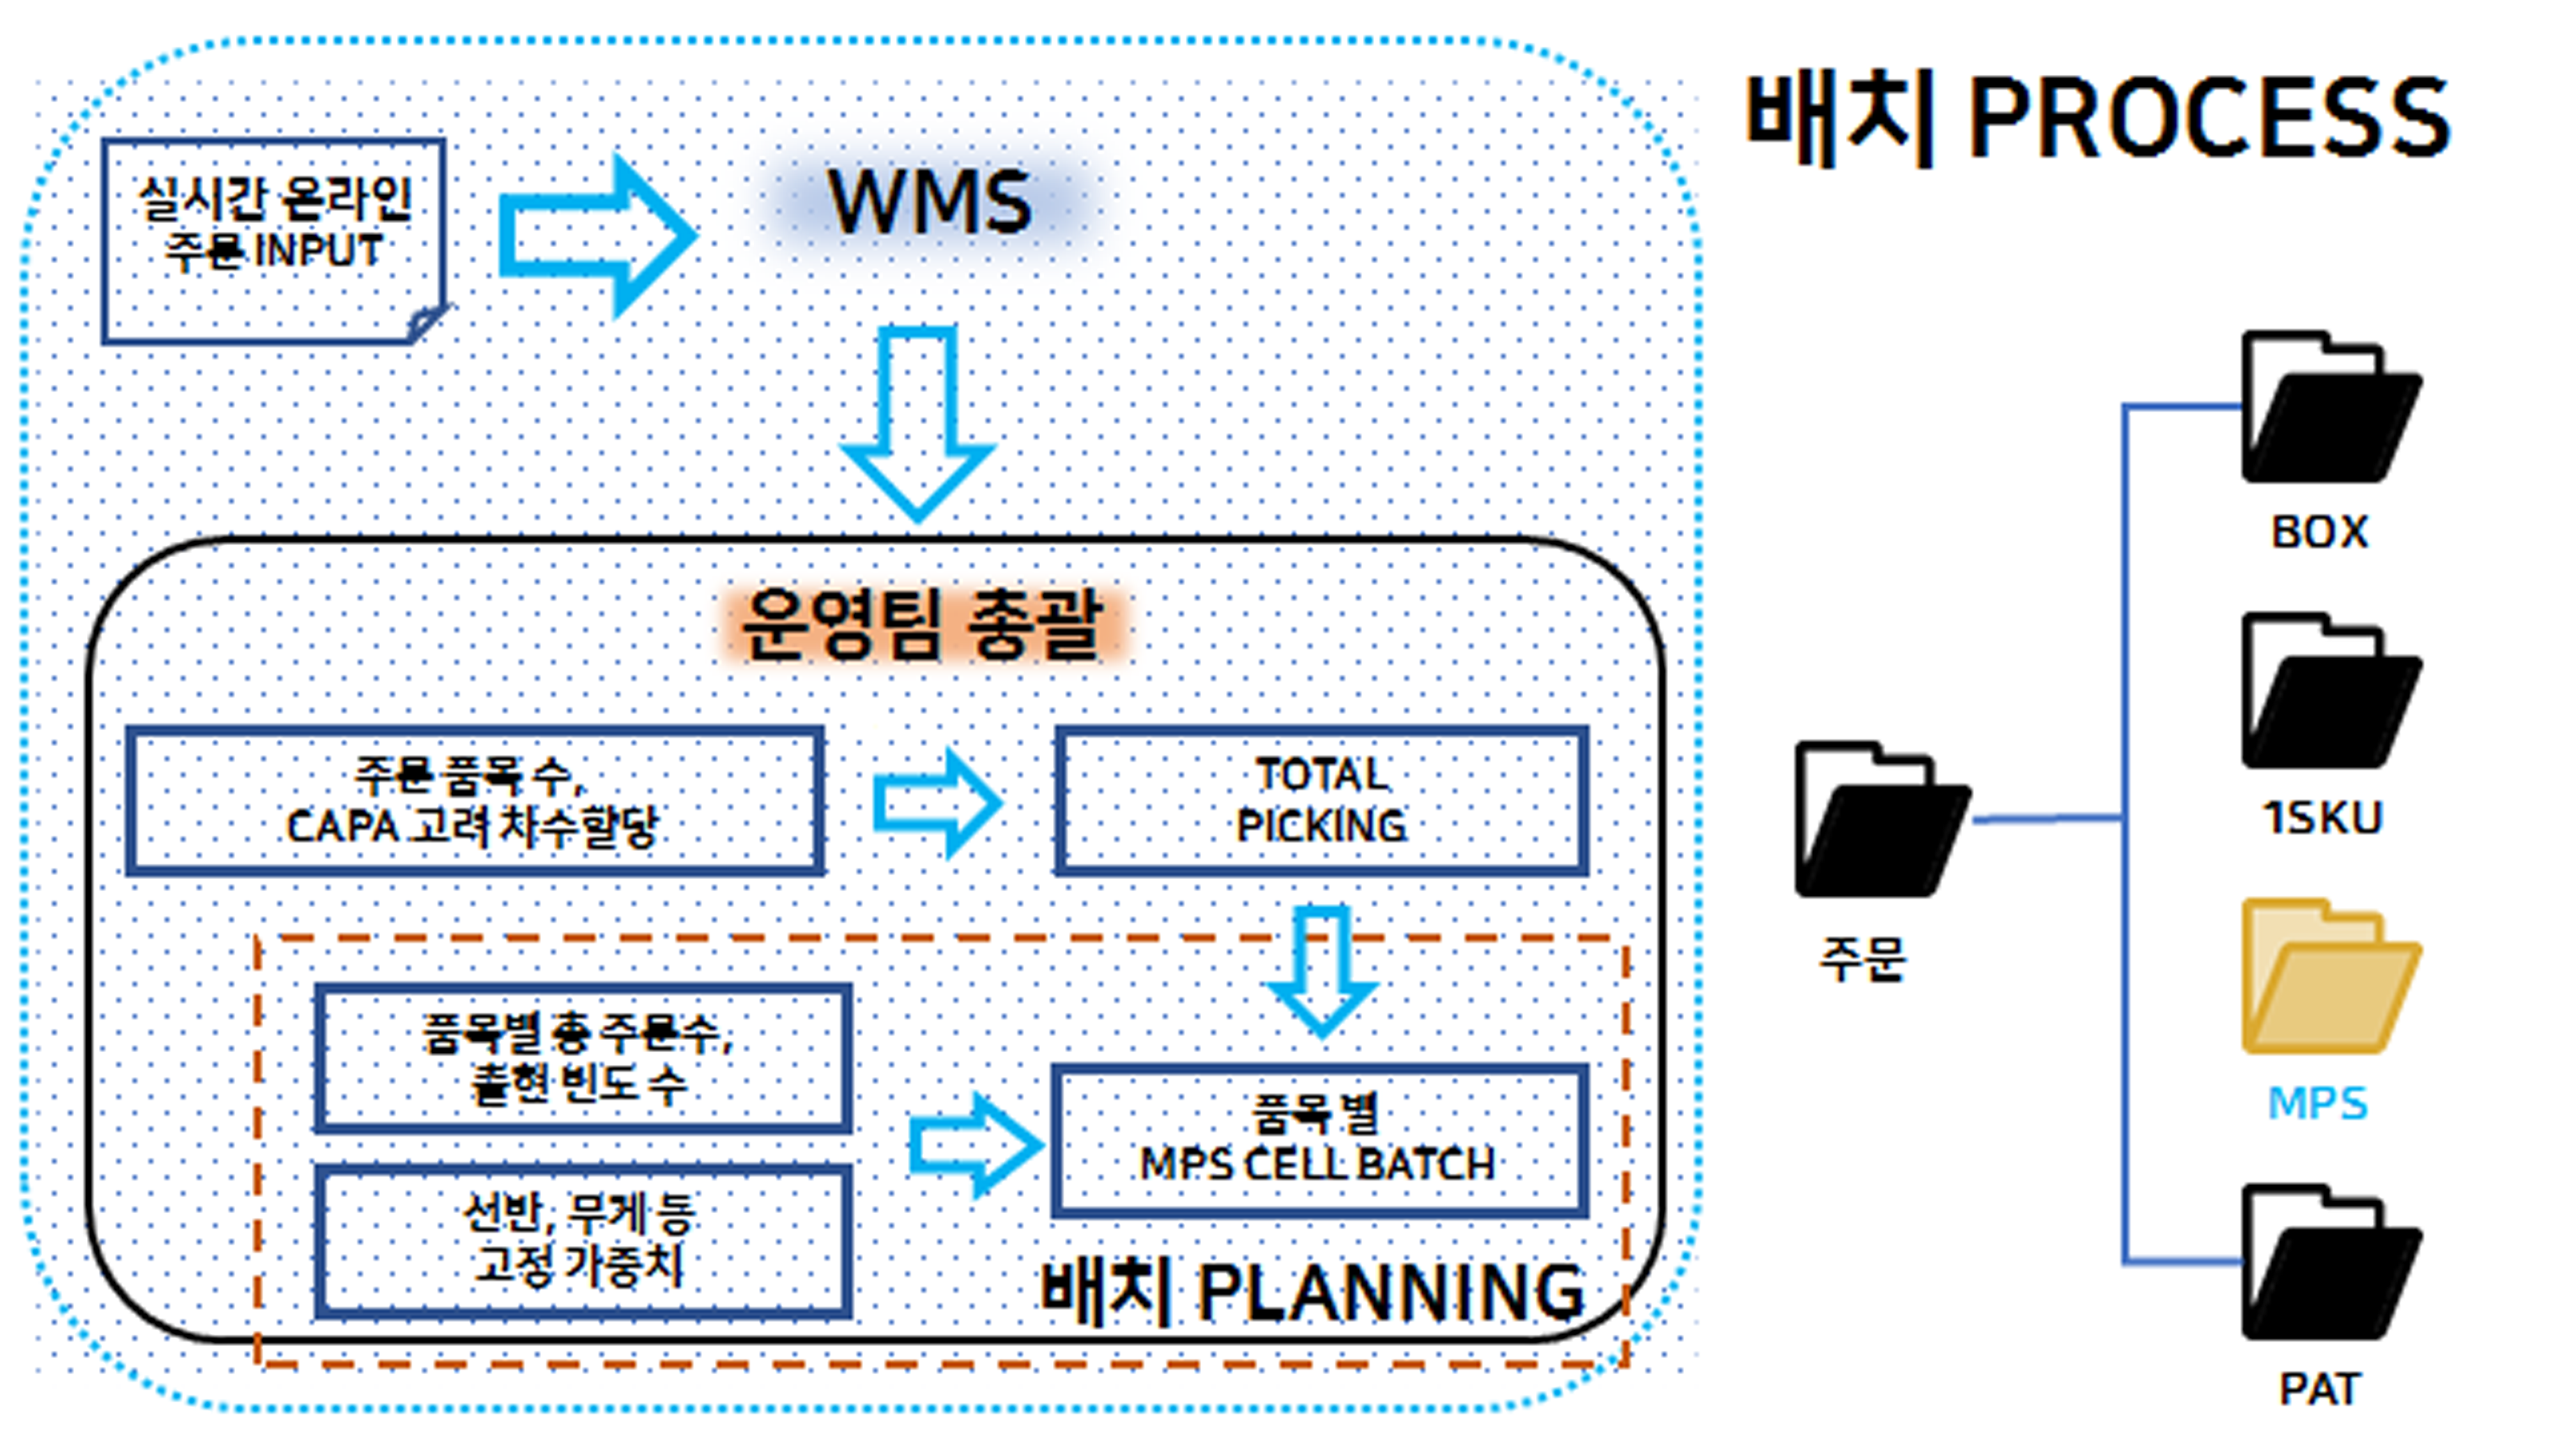 배치 PROCESS
실시간 온라인
주문 INPUT
WMS
운영팀 총괄
주문 품목 수,
CAPA 고려 차수할당
TOTAL
PICKING
품목별 총 주문수,
출현 빈도 수
선반, 무게 등
고정 가중치
품목 별
MPS CELL BATCH
배치 PLANNING
주문
BOX
1SKU
MPS
PAT